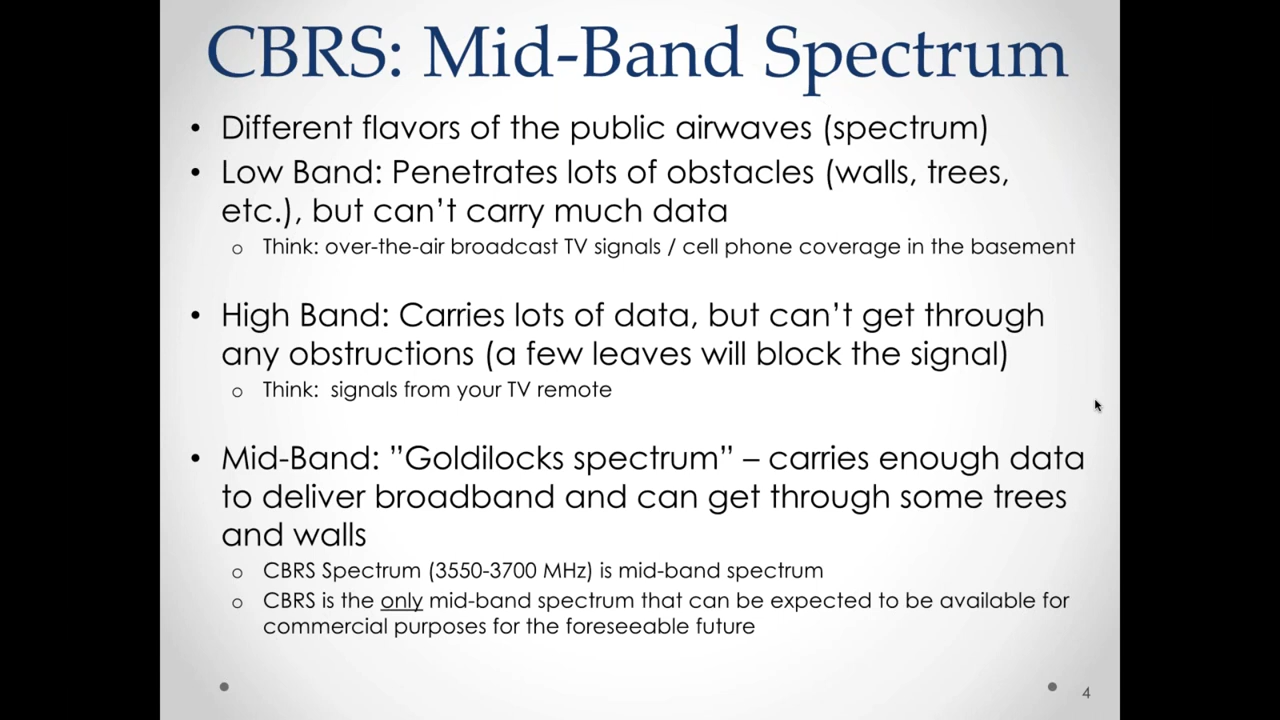 CBRS: Mid-Band Spectrum
• Different flavors of the public airwaves (spectrum)
• Low Band: Penetrates lots of obstacles (walls, trees,
etc.), but can’t carry much data
o Think: over-the-air broadcast TV signals / cell phone coverage in the basement
• High Band: Carries lots of data, but can’t get through
any obstructions (a few leaves will block the signal)
o Think:  signals from your TV remote
• Mid-Band: ”Goldilocks spectrum” – carries enough data
to deliver broadband and can get through some trees
and walls
o CBRS Spectrum (3550-3700 MHz) is mid-band spectrum
o CBRS is the only mid-band spectrum that can be expected to be available for
commercial purposes for the foreseeable future
4